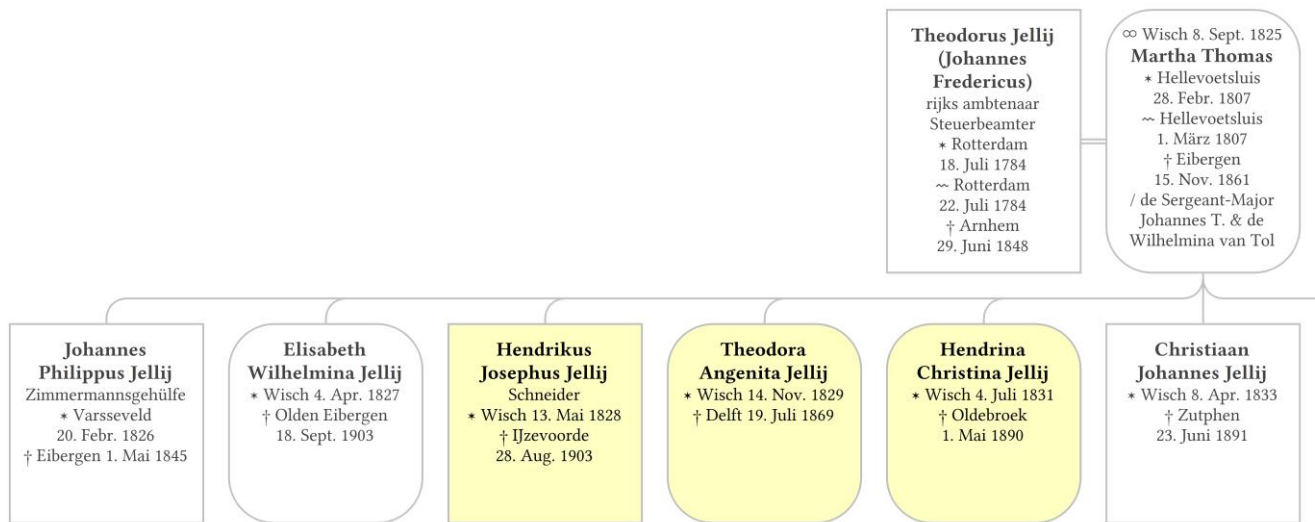 Theodorus Jellij
(Johannes
Fredericus)
rijks ambtenaar
Steuerbeamter
* Rotterdam
18. Juli 1784
~ Rotterdam
22. Juli 1784
† Arnhem
29. Juni 1848
∞ Wisch 8. Sept. 1825
Martha Thomas
* Hellevoetsluis
28. Febr. 1807
~ Hellevoetsluis
1. März 1807
† Eibergen
15. Nov. 1861
/ de Sergeant-Major
Johannes T. & de
Wilhelmina van Tol
Johannes
Philippus Jellij
Zimmermannsgehülfe
* Varsseveld
20. Febr. 1826
† Eibergen 1. Mai 1845
Elisabeth
Wilhelmina Jellij
* Wisch 4. Apr. 1827
† Olden Eibergen
18. Sept. 1903
Hendrikus
Josephus Jellij
Schneider
* Wisch 13. Mai 1828
† IJzevoorde
28. Aug. 1903
Theodora
Angenita Jellij
* Wisch 14. Nov. 1829
† Delft 19. Juli 1869
Hendrina
Christina Jellij
* Wisch 4. Juli 1831
† Oldebroek
1. Mai 1890
Christiaan
Johannes Jellij
* Wisch 8. Apr. 1833
† Zutphen
23. Juni 1891